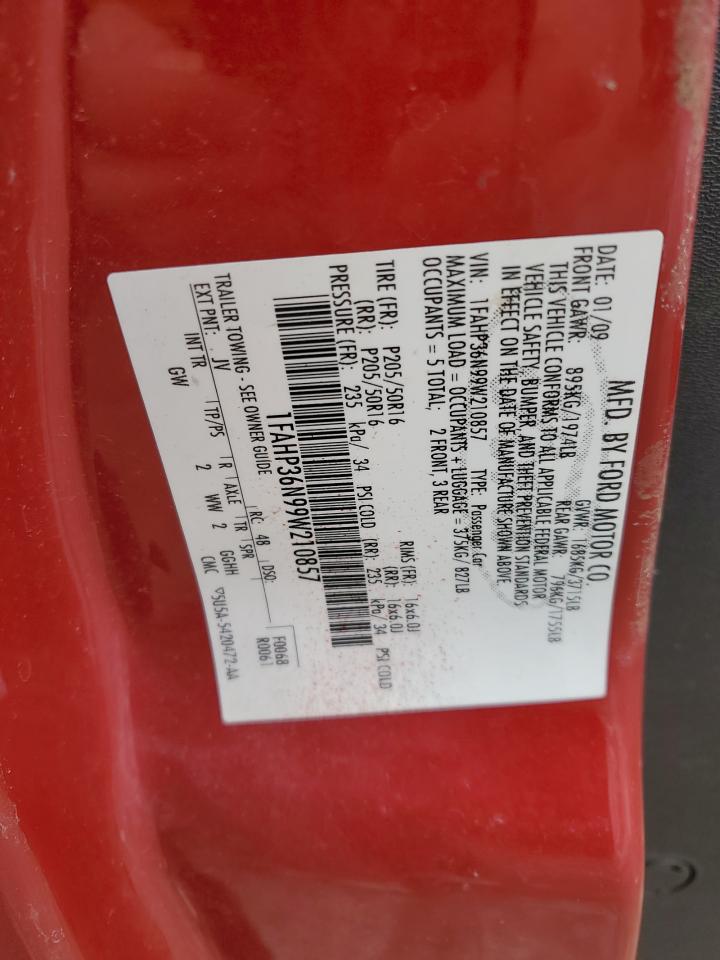 MFD. BY FORD MOTOR CO.
DATE: 01/09 GVWR: 1685KG/3715LB
FRONT GAWR: 895KG/1974LB REAR GAWR: 796KG/1755LB
THIS VEHICLE CONFORMS TO ALL APPLICABLE FEDERAL MOTOR
VEHICLE SAFETY, BUMPER, AND THEFT PREVENTION STANDARDS
IN EFFECT ON THE DATE OF MANUFACTURE SHOWN ABOVE.
VIN: 1FAHP36N99W210857 TYPE: Passenger Car
MAXIMUM LOAD = OCCUPANTS + LUGGAGE = 375KG/ 827LB
OCCUPANTS = 5 TOTAL; 2 FRONT, 3 REAR
TIRE (FR): P205/50R16 RIMS (FR): 16x6.0J
(RR): P205/50R16 (RR): 16x6.0J
PRESSURE (FR): 235 kPa/ 34 PSI COLD (RR): 235 kPa/ 34 PSI COLD
1FAHP36N99W210857
TRAILER TOWING - SEE OWNER GUIDE F0068
R0061
EXT PNT: JV RC: 48 DSO:
INT TR TP/PS R AXLE TR SPR
GW 2 WW 2 GGHH
CMC 5U5A-5420472-AA